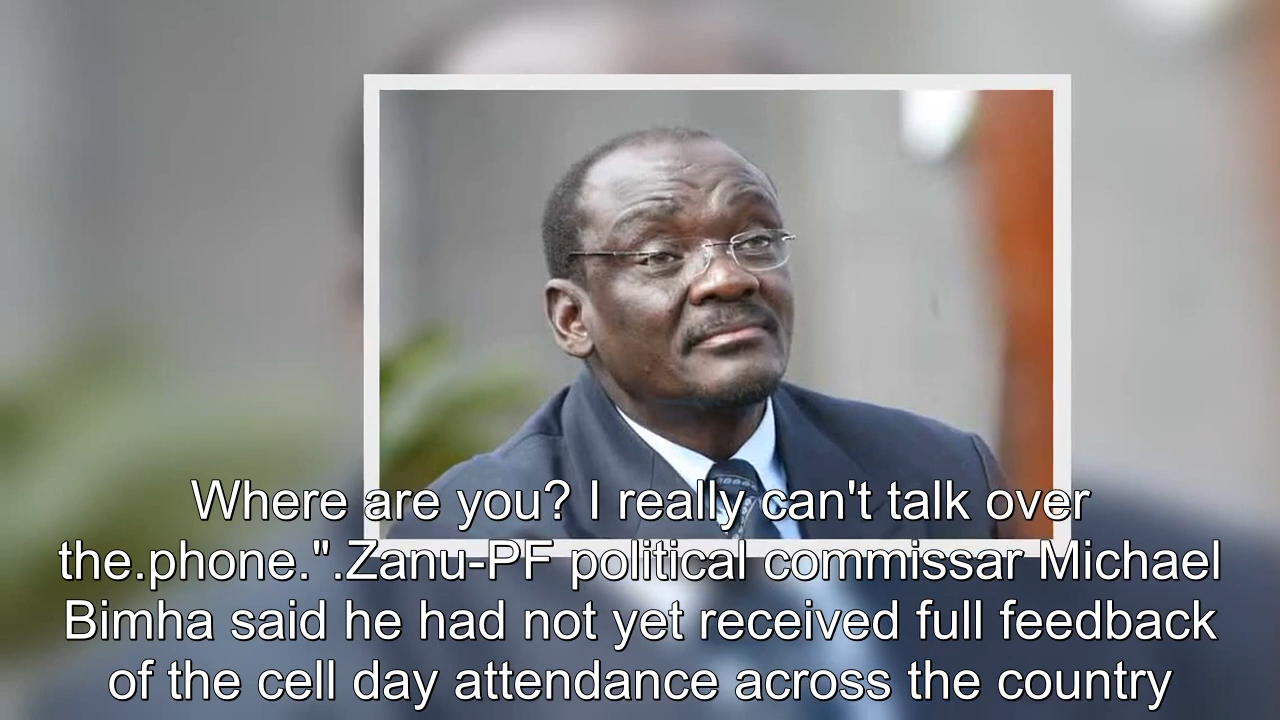 Where are you? I really can't talk over
the.phone.".Zanu-PF political commissar Michael
Bimha said he had not yet received full feedback
of the cell day attendance across the country